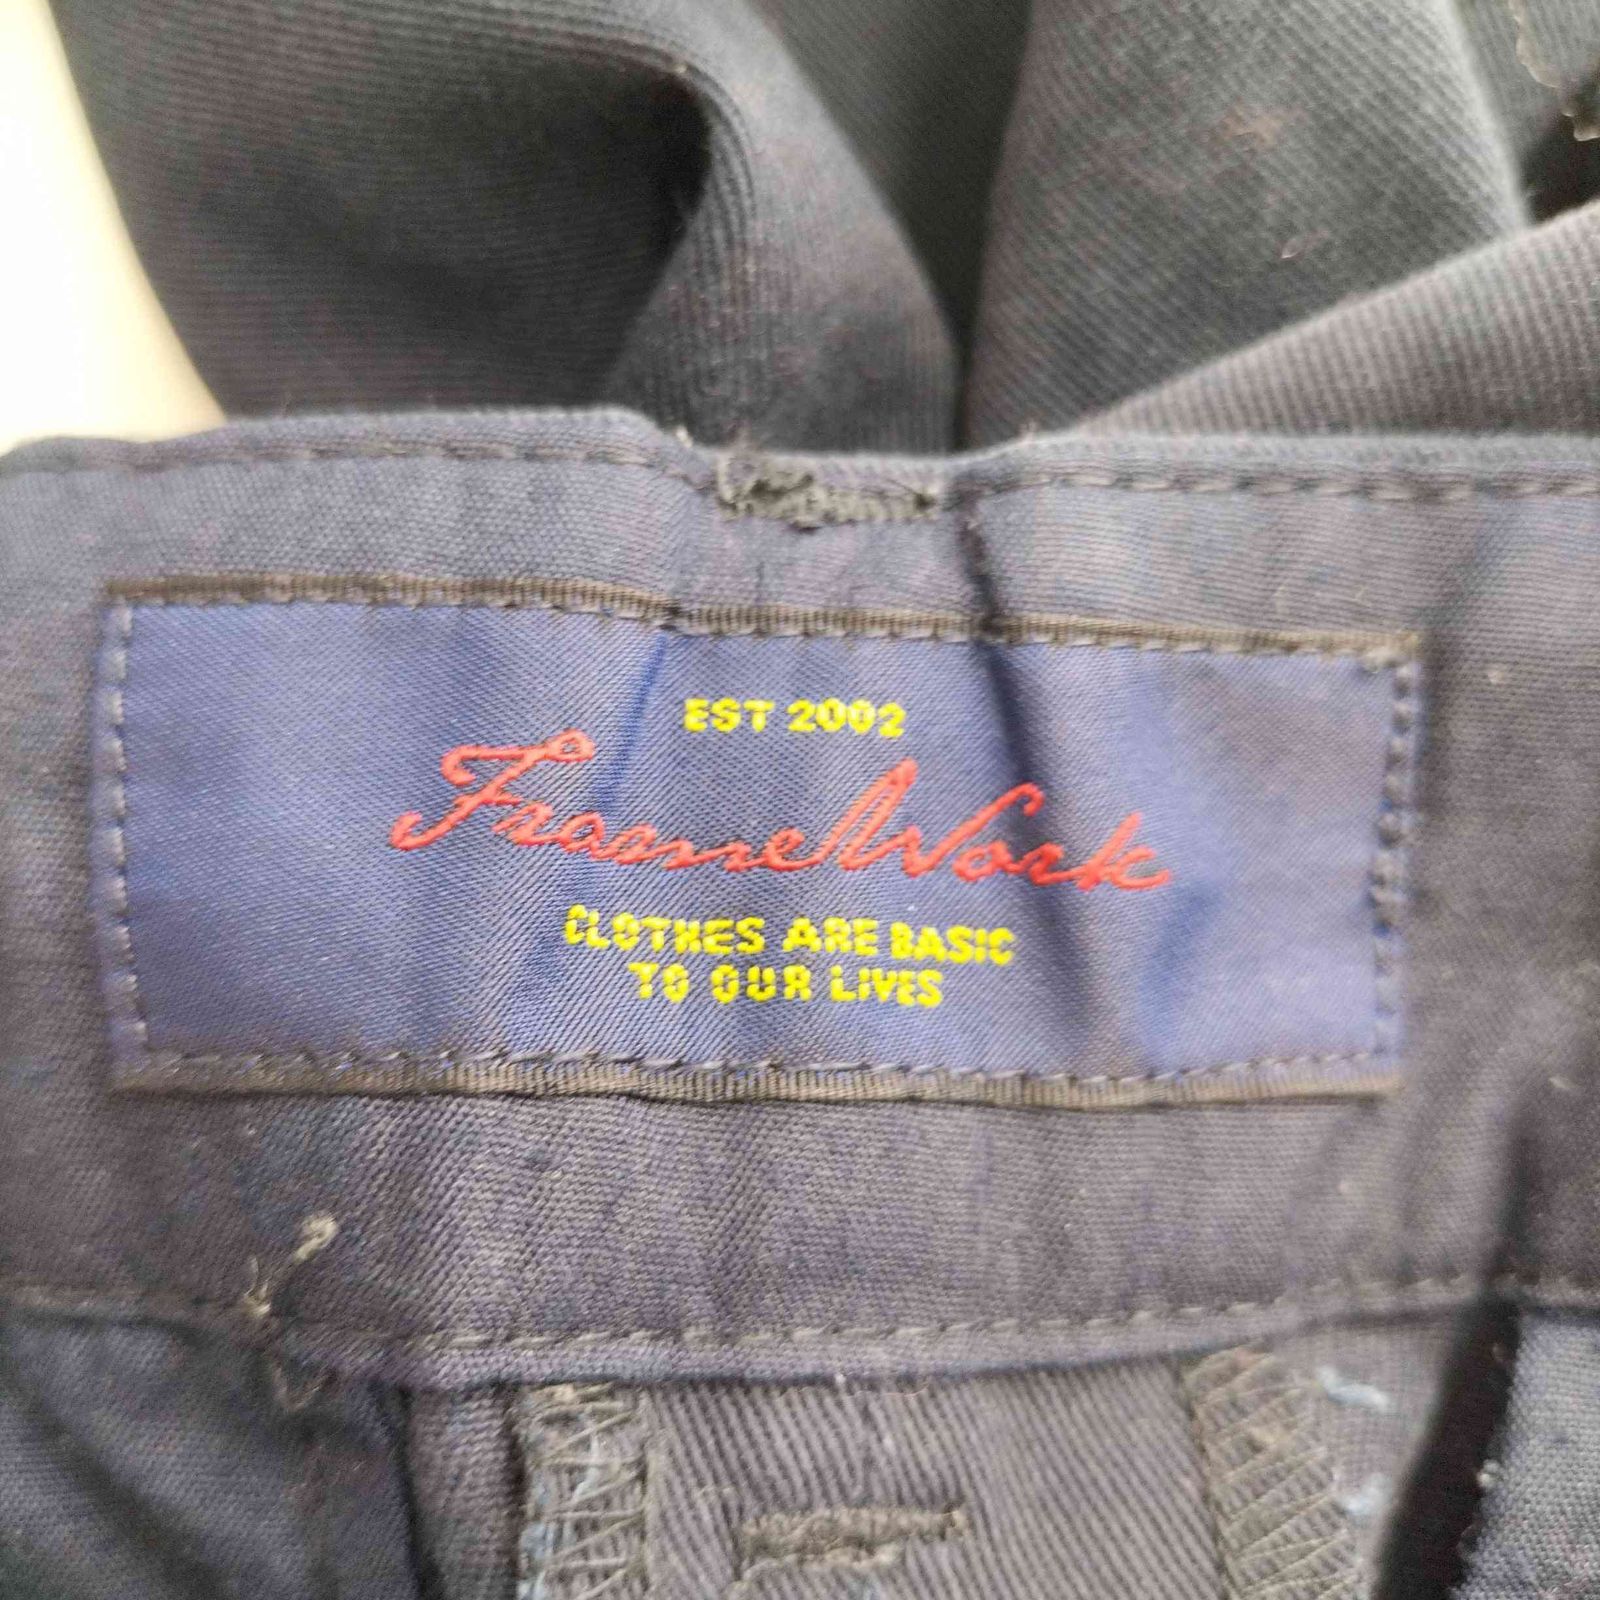 EST 2002
FrameWork
CLOTHES ARE BASIC
TO OUR LIVES